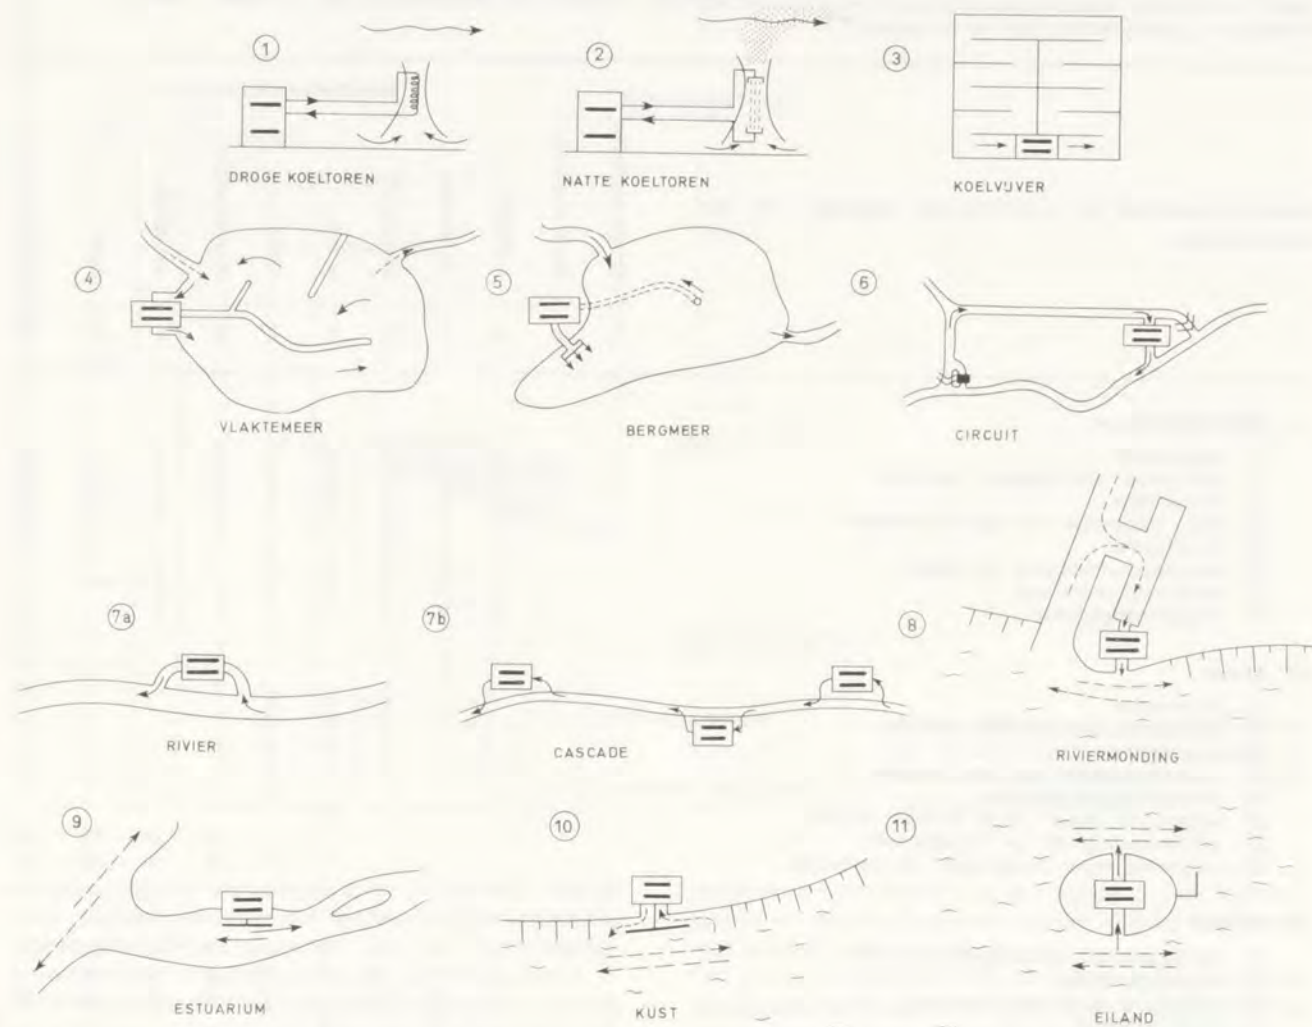 1
DROGE KOELTOREN
2
NATTE KOELTOREN
3
KOELVIJVER
4
VLAKTEMEER
5
BERGMEER
6
CIRCUIT
7a
RIVIER
7b
CASCADE
8
RIVIERMONDING
9
ESTUARIUM
10
KUST
11
EILAND